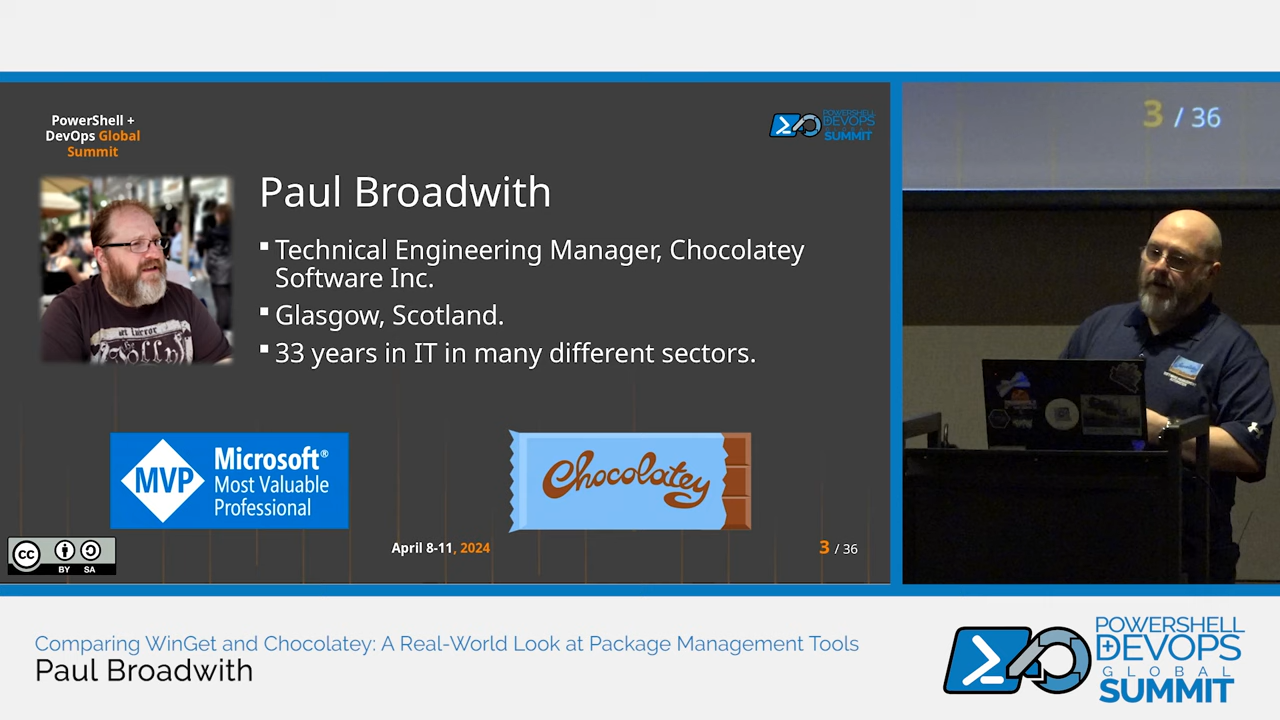 PowerShell +
DevOps Global
Summit
POWERSHELL
DEVOPS
GLOBAL
SUMMIT
3 / 36
Paul Broadwith
▪ Technical Engineering Manager, Chocolatey
Software Inc.
▪ Glasgow, Scotland.
▪ 33 years in IT in many different sectors.
MVP
Microsoft®
Most Valuable
Professional
Chocolatey
cc
BY SA
April 8-11, 2024
3 / 36
Comparing WinGet and Chocolatey: A Real-World Look at Package Management Tools
Paul Broadwith
POWERSHELL
DEVOPS
GLOBAL
SUMMIT